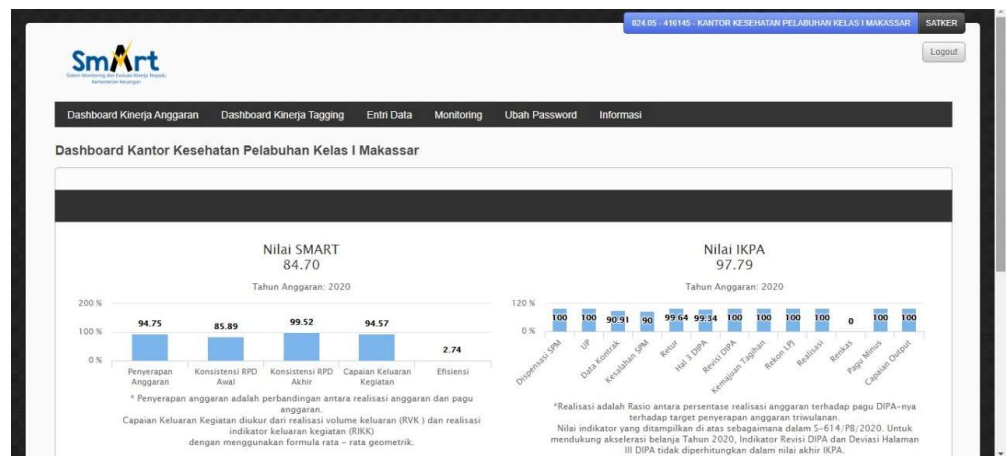 024.05 - 416145 - KANTOR KESEHATAN PELABUHAN KELAS I MAKASSAR SATKER
Logout
SmArt
Sistem Monitoring dan Evaluasi Kinerja Terpadu
Kementerian Keuangan
Dashboard Kinerja Anggaran Dashboard Kinerja Tagging Entri Data Monitoring Ubah Password Informasi
Dashboard Kantor Kesehatan Pelabuhan Kelas I Makassar
Nilai SMART
84.70
Tahun Anggaran: 2020
200 %
100 %
0 %
94.75 85.89 99.52 94.57 2.74
Penyerapan Anggaran
Konsistensi RPD Awal
Konsistensi RPD Akhir
Capaian Keluaran Kegiatan
Efisiensi
* Penyerapan anggaran adalah perbandingan antara realisasi anggaran dan pagu
anggaran.
Capaian Keluaran Kegiatan diukur dari realisasi volume keluaran (RVK ) dan realisasi
indikator keluaran kegiatan (RIKK)
dengan menggunakan formula rata - rata geometrik.
Nilai IKPA
97.79
Tahun Anggaran: 2020
120 %
0 %
100 100 90.91 90 99.64 99.34 100 100 100 100 0 100 100
Dispensasi SPM
UP
Data Kontrak
Kesalahan SPM
Retur
Hal 3 DIPA
Revisi DIPA
Kemajuan Tagihan
Rekon LPJ
Realisasi
Renkas
Pagu Minus
Capaian Output
*Realisasi adalah Rasio antara persentase realisasi anggaran terhadap pagu DIPA-nya
terhadap target penyerapan anggaran triwulanan.
Nilai indikator yang ditampilkan di atas sebagaimana dalam S-614/PB/2020. Untuk
mendukung akselerasi belanja Tahun 2020, Indikator Revisi DIPA dan Deviasi Halaman
III DIPA tidak diperhitungkan dalam nilai akhir IKPA.